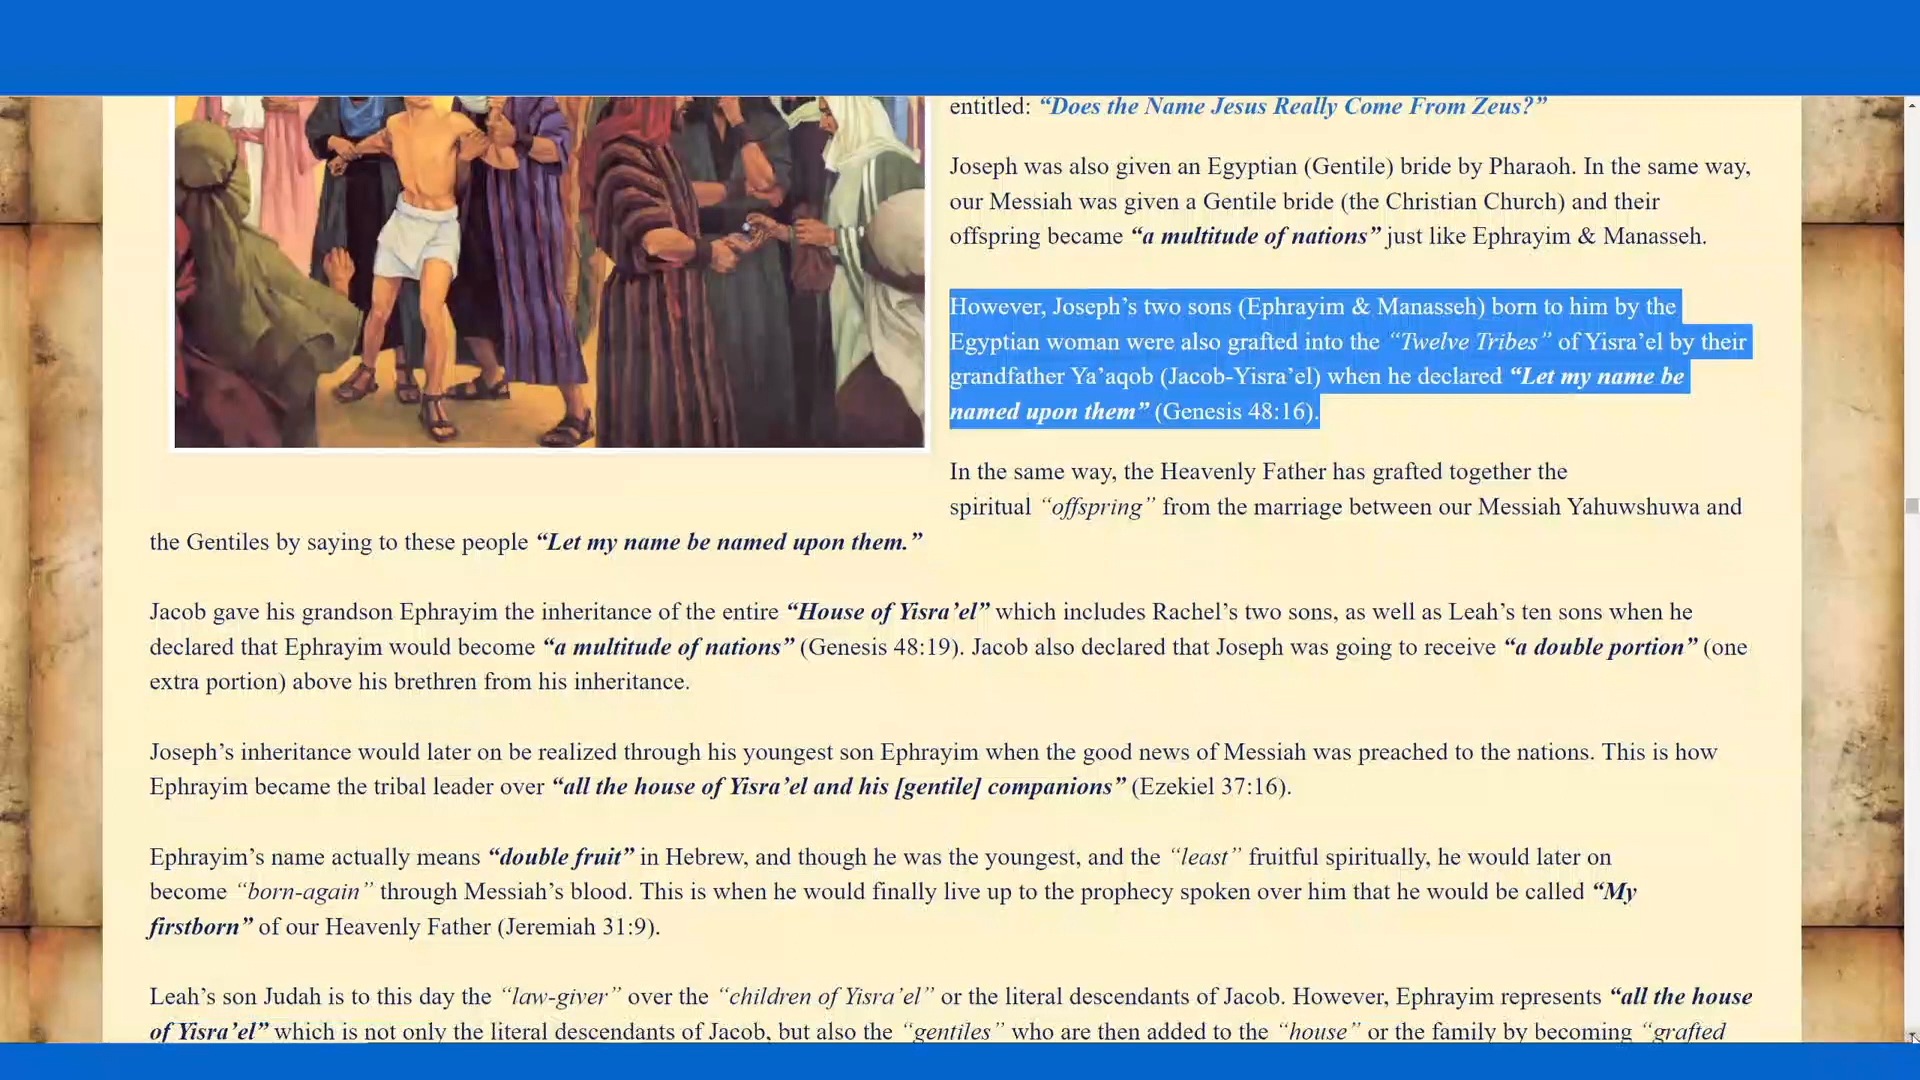 entitled: “Does the Name Jesus Really Come From Zeus?”
Joseph was also given an Egyptian (Gentile) bride by Pharaoh. In the same way,
our Messiah was given a Gentile bride (the Christian Church) and their
offspring became “a multitude of nations” just like Ephrayim & Manasseh.
However, Joseph’s two sons (Ephrayim & Manasseh) born to him by the
Egyptian woman were also grafted into the “Twelve Tribes” of Yisra’el by their
grandfather Ya’aqob (Jacob-Yisra’el) when he declared “Let my name be
named upon them” (Genesis 48:16).
In the same way, the Heavenly Father has grafted together the
spiritual “offspring” from the marriage between our Messiah Yahuwshuwa and
the Gentiles by saying to these people “Let my name be named upon them.”
Jacob gave his grandson Ephrayim the inheritance of the entire “House of Yisra’el” which includes Rachel’s two sons, as well as Leah’s ten sons when he
declared that Ephrayim would become “a multitude of nations” (Genesis 48:19). Jacob also declared that Joseph was going to receive “a double portion” (one
extra portion) above his brethren from his inheritance.
Joseph’s inheritance would later on be realized through his youngest son Ephrayim when the good news of Messiah was preached to the nations. This is how
Ephrayim became the tribal leader over “all the house of Yisra’el and his [gentile] companions” (Ezekiel 37:16).
Ephrayim’s name actually means “double fruit” in Hebrew, and though he was the youngest, and the “least” fruitful spiritually, he would later on
become “born-again” through Messiah’s blood. This is when he would finally live up to the prophecy spoken over him that he would be called “My
firstborn” of our Heavenly Father (Jeremiah 31:9).
Leah’s son Judah is to this day the “law-giver” over the “children of Yisra’el” or the literal descendants of Jacob. However, Ephrayim represents “all the house
of Yisra’el” which is not only the literal descendants of Jacob, but also the “gentiles” who are then added to the “house” or the family by becoming “grafted